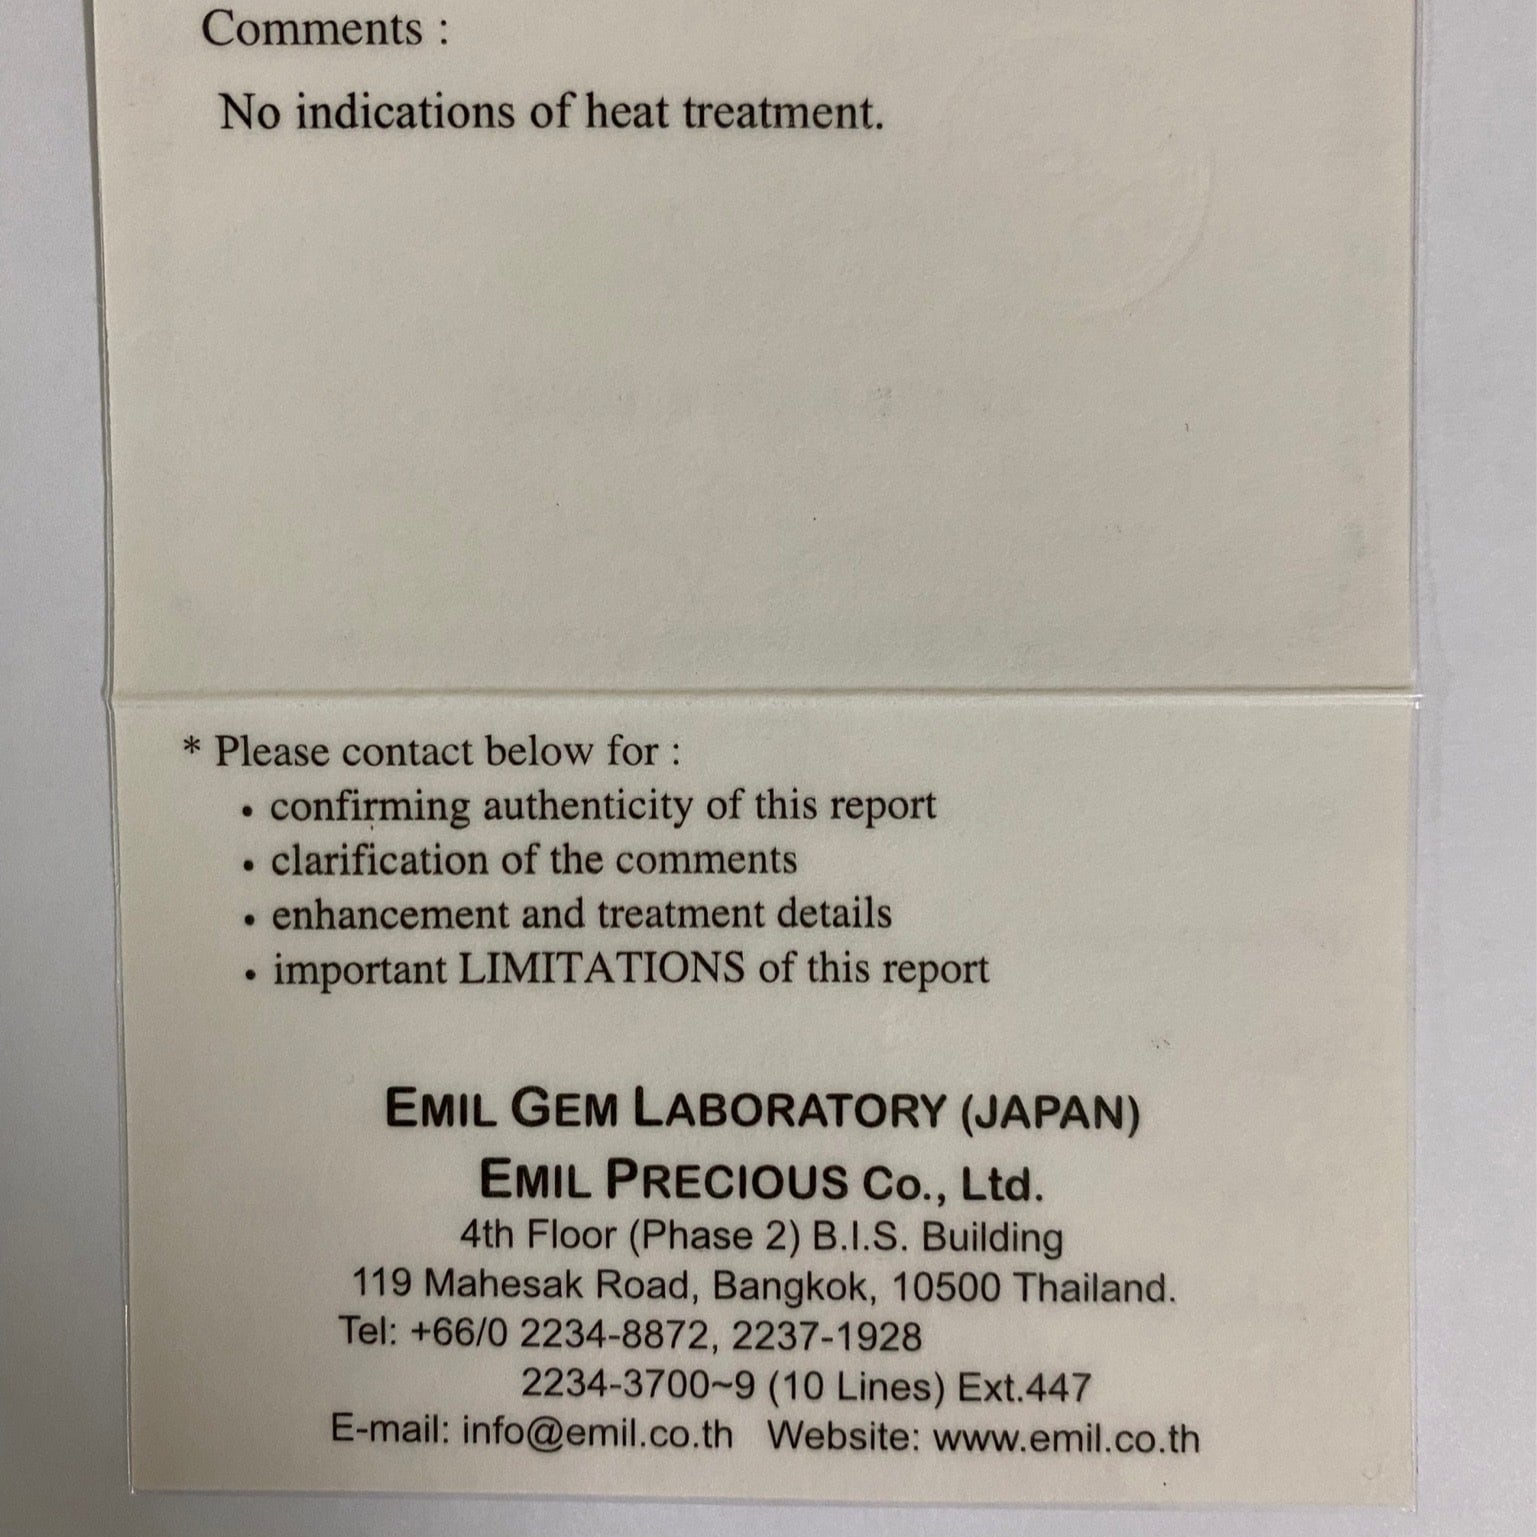 Comments :
No indications of heat treatment.
* Please contact below for :
• confirming authenticity of this report
• clarification of the comments
• enhancement and treatment details
• important LIMITATIONS of this report
EMIL GEM LABORATORY (JAPAN)
EMIL PRECIOUS Co., Ltd.
4th Floor (Phase 2) B.I.S. Building
119 Mahesak Road, Bangkok, 10500 Thailand.
Tel: +66/0 2234-8872, 2237-1928
2234-3700~9 (10 Lines) Ext.447
E-mail: info@emil.co.th Website: www.emil.co.th